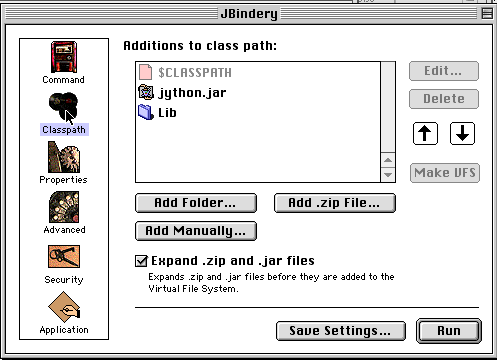 JBindery
Additions to class path:
Command
Classpath
Properties
Advanced
Security
Application
$CLASSPATH
jython.jar
Lib
Edit...
Delete
Make VFS
Add Folder...
Add .zip File...
Add Manually...
Expand .zip and .jar files
Expands .zip and .jar files before they are added to the
Virtual File System.
Save Settings...
Run